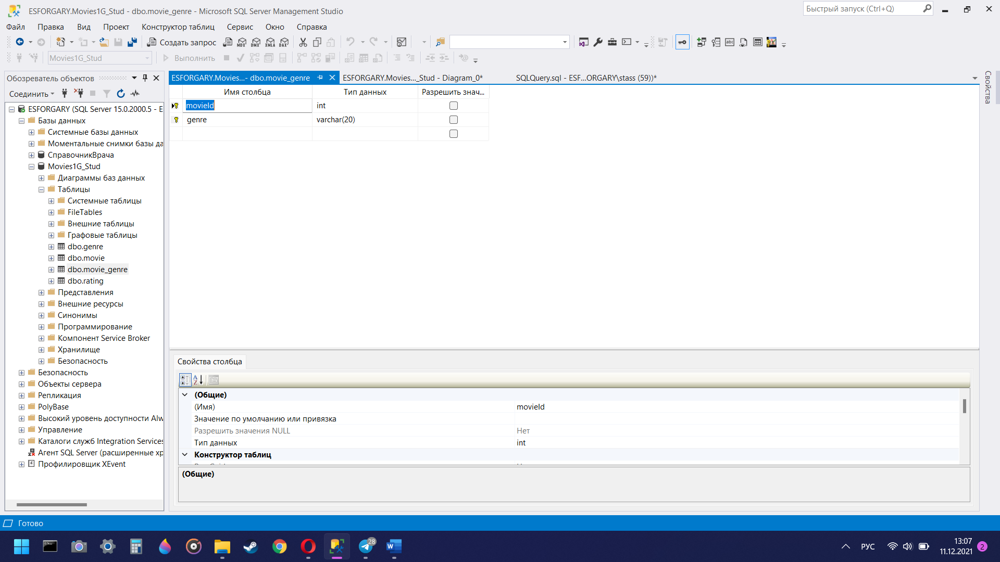 ESFORGARY.Movies1G_Stud - dbo.movie_genre - Microsoft SQL Server Management Studio
Быстрый запуск (Ctrl+Q)
Файл Правка Вид Проект Конструктор таблиц Сервис Окно Справка
Создать запрос MDX DMX XMLA DAX
Movies1G_Stud Выполнить
Обозреватель объектов
Соединить
ESFORGARY (SQL Server 15.0.2000.5 - E
Базы данных
Системные базы данных
Моментальные снимки базы да
СправочникВрача
Movies1G_Stud
Диаграммы баз данных
Таблицы
Системные таблицы
FileTables
Внешние таблицы
Графовые таблицы
dbo.genre
dbo.movie
dbo.movie_genre
dbo.rating
Представления
Внешние ресурсы
Синонимы
Программирование
Компонент Service Broker
Хранилище
Безопасность
Безопасность
Объекты сервера
Репликация
PolyBase
Высокий уровень доступности Alw
Управление
Каталоги служб Integration Services
Агент SQL Server (расширенные хр
Профилировщик XEvent
ESFORGARY.Movies...- dbo.movie_genre ESFORGARY.Movies..._Stud - Diagram_0* SQLQuery.sql - ESF...ORGARY\stass (59))*
Имя столбца Тип данных Разрешить знач...
movieId int
genre varchar(20)
Свойства столбца
(Общие)
(Имя) movieId
Значение по умолчанию или привязка
Разрешить значения NULL Нет
Тип данных int
Конструктор таблиц
(Общие)
Свойства
Готово
28
РУС
13:07
11.12.2021
2